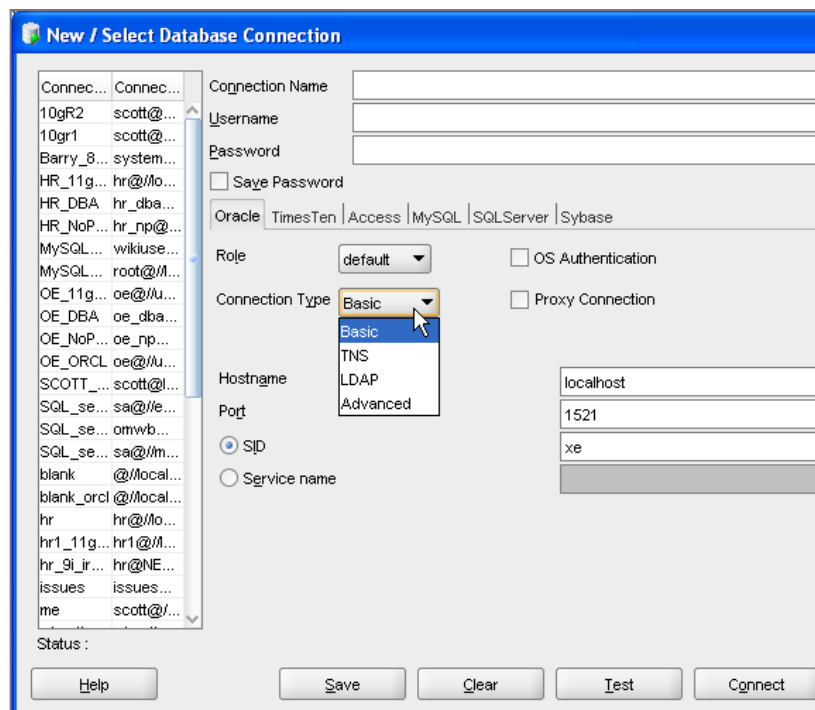 New / Select Database Connection
Connec... Connec...
10gR2 scott@...
10gr1 scott@...
Barry_8... system...
HR_11g... hr@//lo...
HR_DBA hr_dba...
HR_NoP... hr_np@...
MySQL... wikiuse...
MySQL... root@//l...
OE_11g... oe@//u...
OE_DBA oe_dba...
OE_NoP... oe_np...
OE_ORCL oe@//u...
SCOTT_... scott@l...
SQL_se... sa@//e...
SQL_se... omwb...
SQL_se... sa@//m...
blank @//local...
blank_orcl @//local...
hr hr@//lo...
hr1_11g... hr1@//l...
hr_9i_ir... hr@NE...
issues issues...
me scott@/...
Connection Name
Username
Password
Save Password
Oracle TimesTen Access MySQL SQLServer Sybase
Role default OS Authentication
Connection Type Basic Proxy Connection
Basic
TNS
LDAP
Advanced
Hostname localhost
Port 1521
SID xe
Service name
Status :
Help Save Clear Test Connect